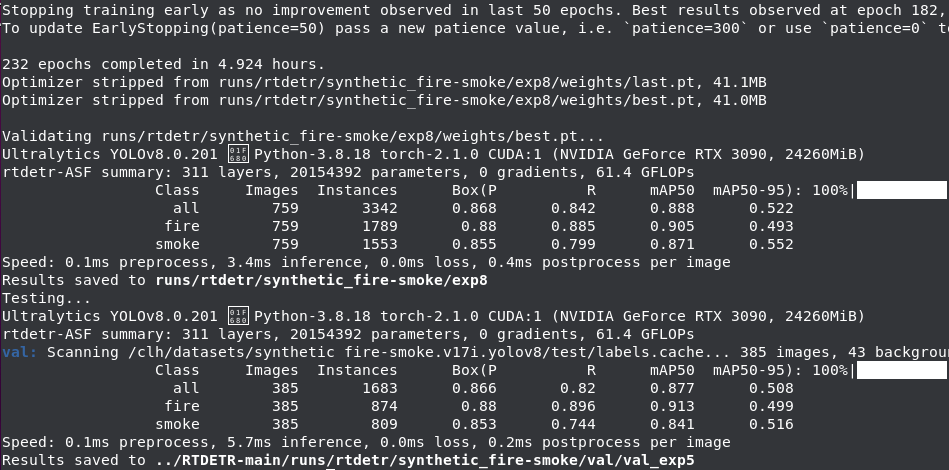 Stopping training early as no improvement observed in last 50 epochs. Best results observed at epoch 182,
To update EarlyStopping(patience=50) pass a new patience value, i.e. `patience=300` or use `patience=0` to
232 epochs completed in 4.924 hours.
Optimizer stripped from runs/rtdetr/synthetic_fire-smoke/exp8/weights/last.pt, 41.1MB
Optimizer stripped from runs/rtdetr/synthetic_fire-smoke/exp8/weights/best.pt, 41.0MB
Validating runs/rtdetr/synthetic_fire-smoke/exp8/weights/best.pt...
Ultralytics YOLOv8.0.201 01F680 Python-3.8.18 torch-2.1.0 CUDA:1 (NVIDIA GeForce RTX 3090, 24260MiB)
rtdetr-ASF summary: 311 layers, 20154392 parameters, 0 gradients, 61.4 GFLOPs
Class Images Instances Box(P R mAP50 mAP50-95): 100%|
all 759 3342 0.868 0.842 0.888 0.522
fire 759 1789 0.88 0.885 0.905 0.493
smoke 759 1553 0.855 0.799 0.871 0.552
Speed: 0.1ms preprocess, 3.4ms inference, 0.0ms loss, 0.4ms postprocess per image
Results saved to runs/rtdetr/synthetic_fire-smoke/exp8
Testing...
Ultralytics YOLOv8.0.201 01F680 Python-3.8.18 torch-2.1.0 CUDA:1 (NVIDIA GeForce RTX 3090, 24260MiB)
rtdetr-ASF summary: 311 layers, 20154392 parameters, 0 gradients, 61.4 GFLOPs
val: Scanning /clh/datasets/synthetic fire-smoke.v17i.yolov8/test/labels.cache... 385 images, 43 backgrou
Class Images Instances Box(P R mAP50 mAP50-95): 100%|
all 385 1683 0.866 0.82 0.877 0.508
fire 385 874 0.88 0.896 0.913 0.499
smoke 385 809 0.853 0.744 0.841 0.516
Speed: 0.1ms preprocess, 5.7ms inference, 0.0ms loss, 0.2ms postprocess per image
Results saved to ../RTDETR-main/runs/rtdetr/synthetic_fire-smoke/val/val_exp5